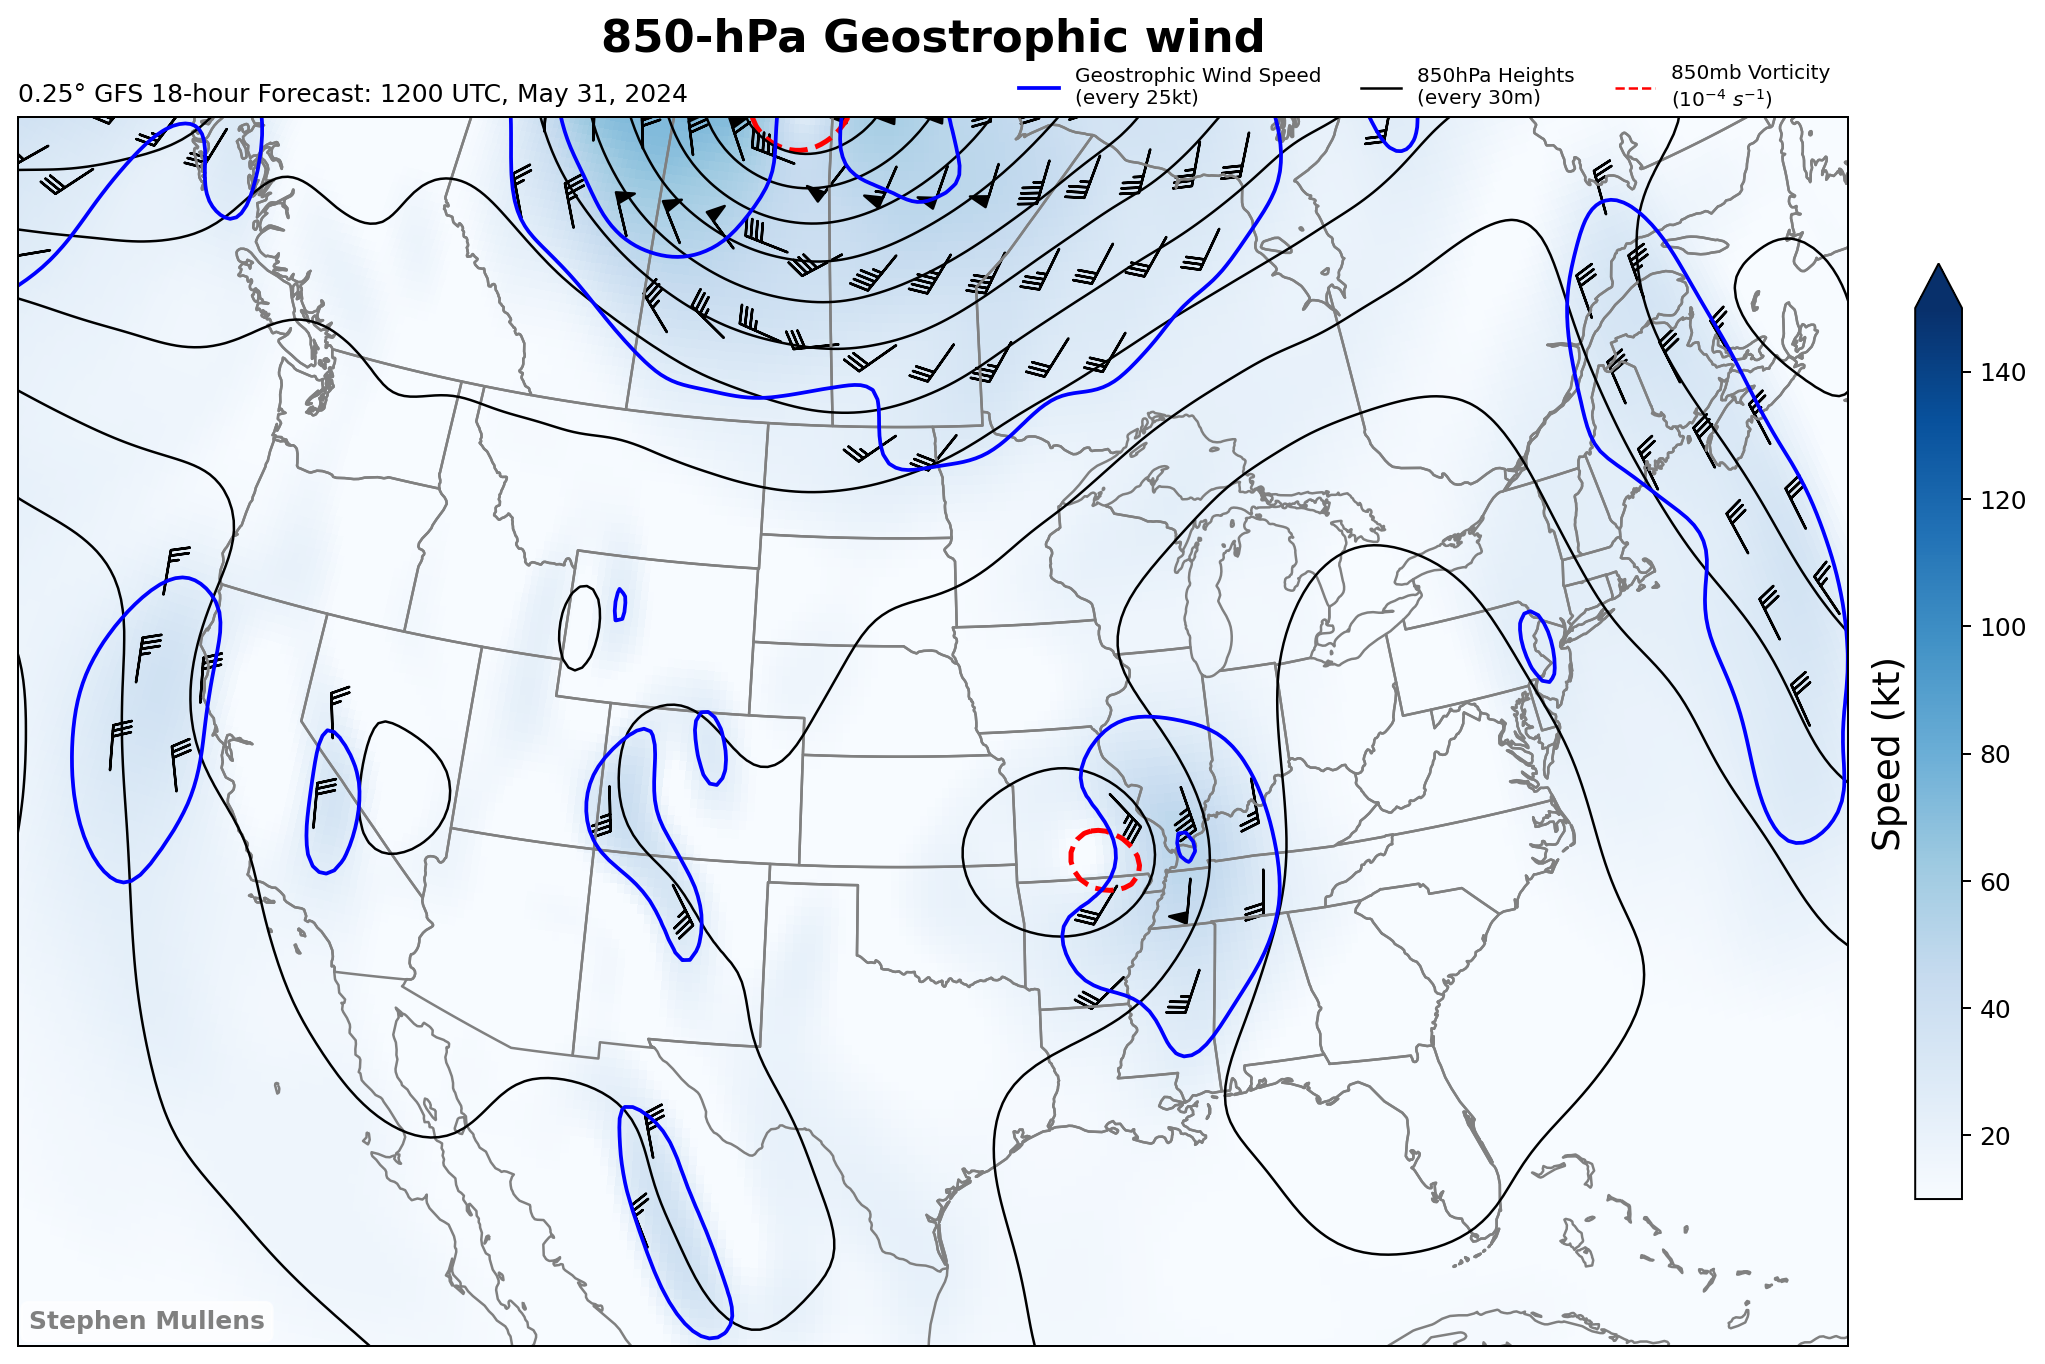 850-hPa Geostrophic wind
0.25° GFS 18-hour Forecast: 1200 UTC, May 31, 2024
Geostrophic Wind Speed
(every 25kt)
850hPa Heights
(every 30m)
850mb Vorticity
(10⁻⁴ s⁻¹)
140
120
100
80
60
40
20
Speed (kt)
Stephen Mullens